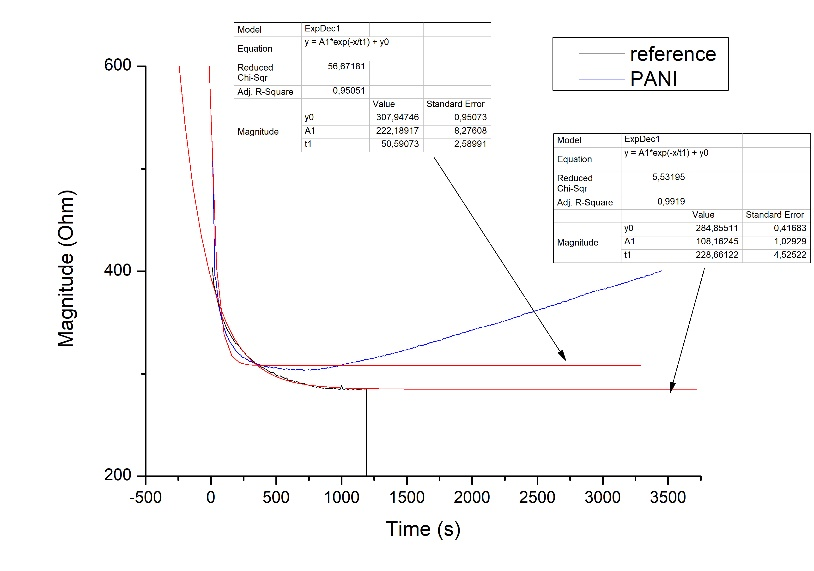 Model ExpDec1
Equation y = A1*exp(-x/t1) + y0
Reduced 56,67181
Chi-Sqr
Adj. R-Square 0,95051
Value Standard Error
y0 307,94746 0,95073
Magnitude A1 222,18917 8,27608
t1 50,59073 2,58991
reference
PANI
Model ExpDec1
Equation y = A1*exp(-x/t1) + y0
Reduced 5,53195
Chi-Sqr
Adj. R-Square 0,9919
Value Standard Error
y0 284,85511 0,41683
Magnitude A1 108,16245 1,02929
t1 228,66122 4,52522
600
400
200
Magnitude (Ohm)
-500 0 500 1000 1500 2000 2500 3000 3500
Time (s)